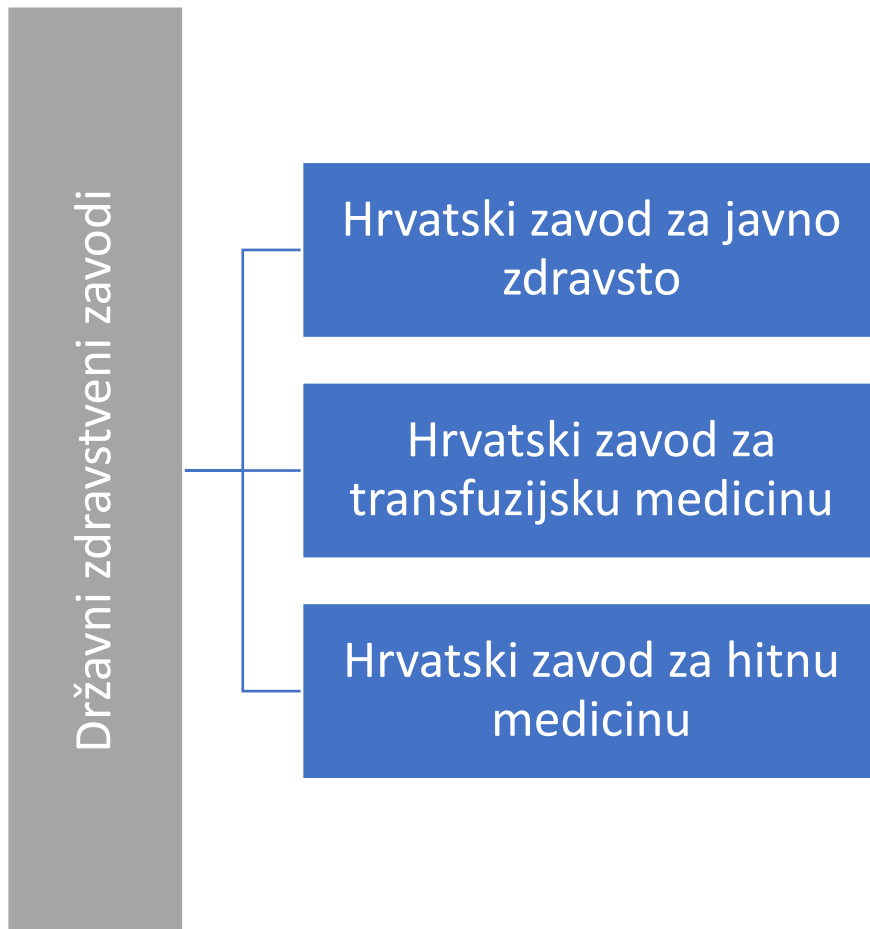 Državni zdravstveni zavodi
Hrvatski zavod za javno
zdravsto
Hrvatski zavod za
transfuzijsku medicinu
Hrvatski zavod za hitnu
medicinu